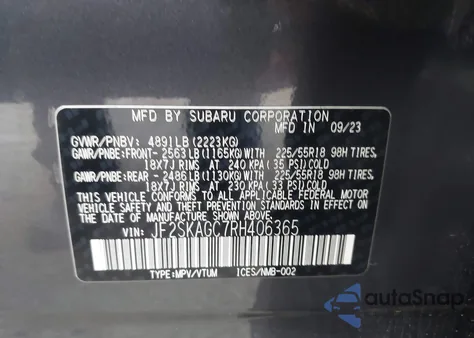 MFD BY SUBARU CORPORATION 09/23
GVWR/PNBV: 4891LB (2223KG)
GAWR/PNBE:FRONT- 2563LB (1165KG)WITH 225/55R18 98H TIRES,
18X7J RIMS AT 240 KPA (35 PSI)COLD
GAWR/PNBE:REAR - 2486LB (1130KG)WITH 225/55R18 98H TIRES,
18X7J RIMS AT 230 KPA (33 PSI)COLD
THIS VEHICLE CONFORMS TO ALL APPLICABLE FEDERAL MOTOR VEHICLE
SAFETY AND THEFT PREVENTION STANDARDS IN EFFECT ON THE DATE OF
MANUFACTURE SHOWN ABOVE.
VIN: JF2SKAGC7RH406365
TYPE:MPV/VTUM ICES/NMB-002
autoSnap